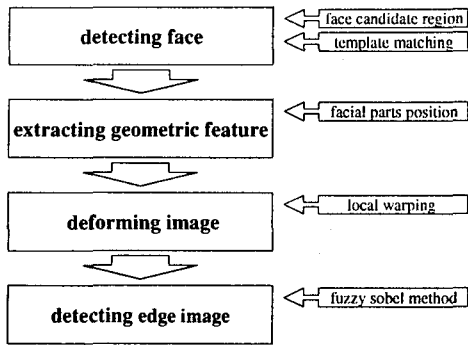 detecting face
face candidate region
template matching
extracting geometric feature
facial parts position
deforming image
local warping
detecting edge image
fuzzy sobel method